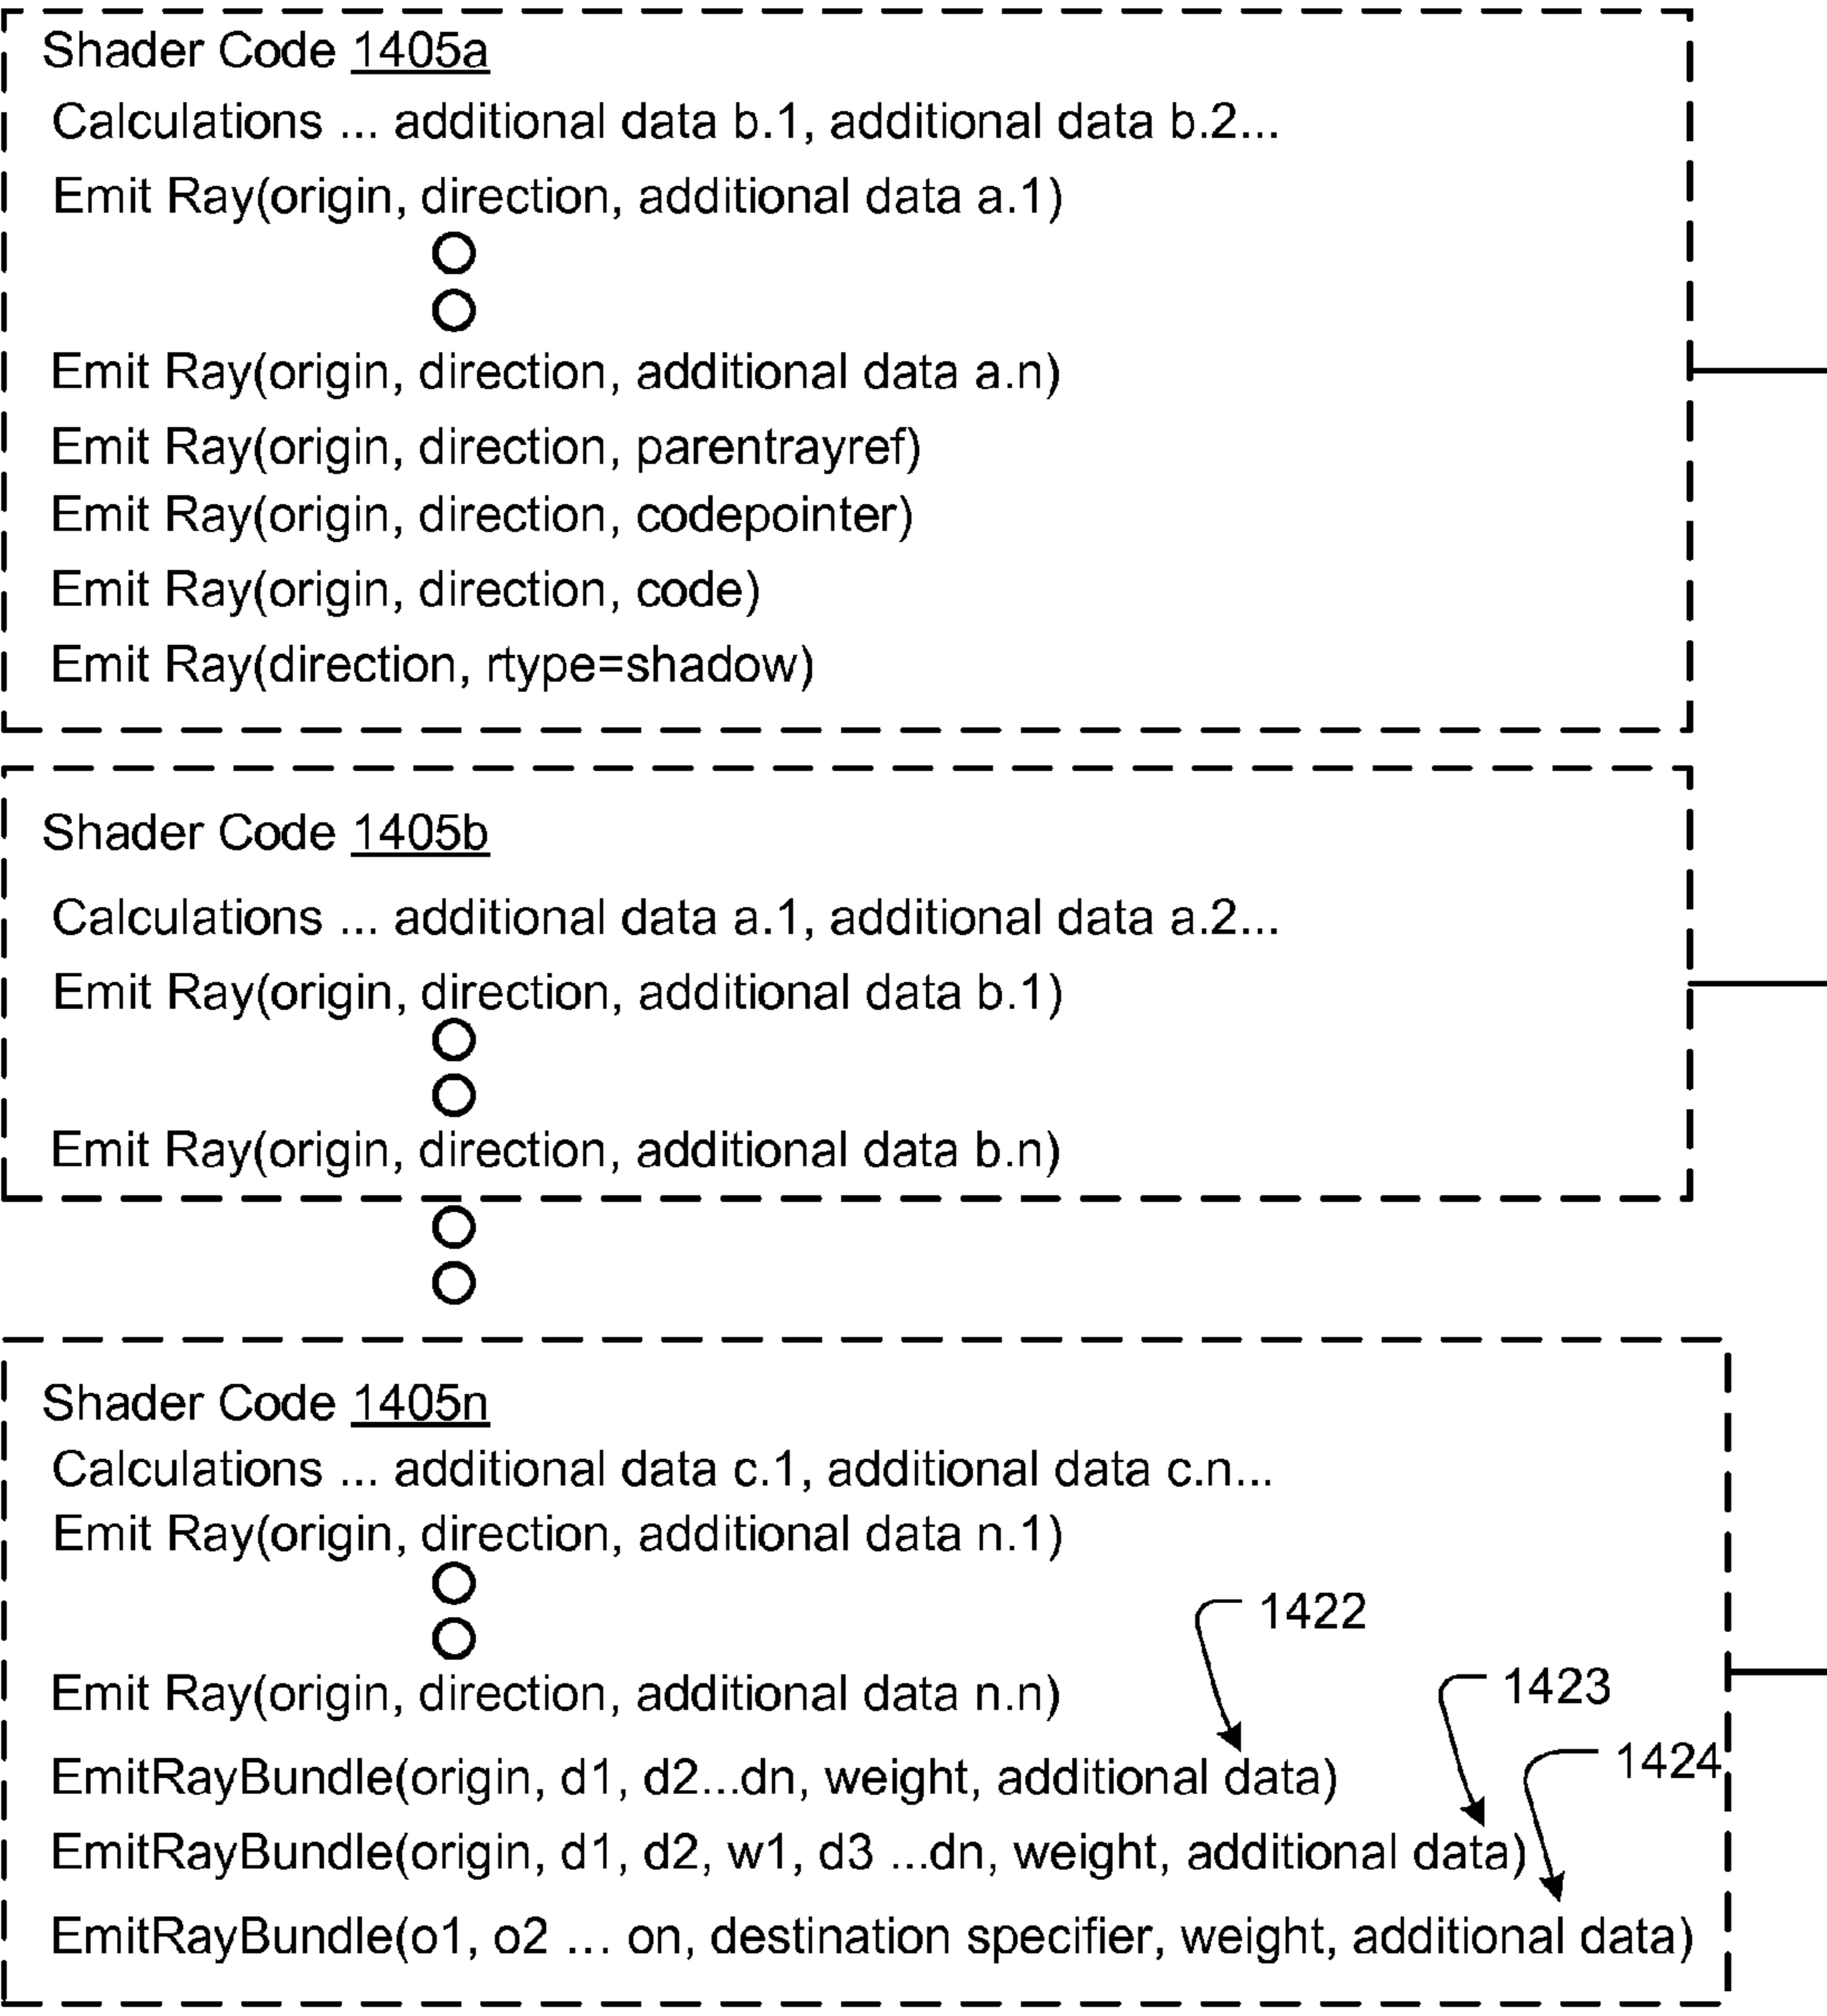 Shader Code 1405a
Calculations ... additional data b.1, additional data b.2...
Emit Ray(origin, direction, additional data a.1)
Emit Ray(origin, direction, additional data a.n)
Emit Ray(origin, direction, parentrayref)
Emit Ray(origin, direction, codepointer)
Emit Ray(origin, direction, code)
Emit Ray(direction, rtype=shadow)
Shader Code 1405b
Calculations ... additional data a.1, additional data a.2...
Emit Ray(origin, direction, additional data b.1)
Emit Ray(origin, direction, additional data b.n)
Shader Code 1405n
Calculations ... additional data c.1, additional data c.n...
Emit Ray(origin, direction, additional data n.1)
1422
Emit Ray(origin, direction, additional data n.n)
1423
1424
EmitRayBundle(origin, d1, d2...dn, weight, additional data)
EmitRayBundle(origin, d1, d2, w1, d3 ...dn, weight, additional data)
EmitRayBundle(o1, o2 ... on, destination specifier, weight, additional data)